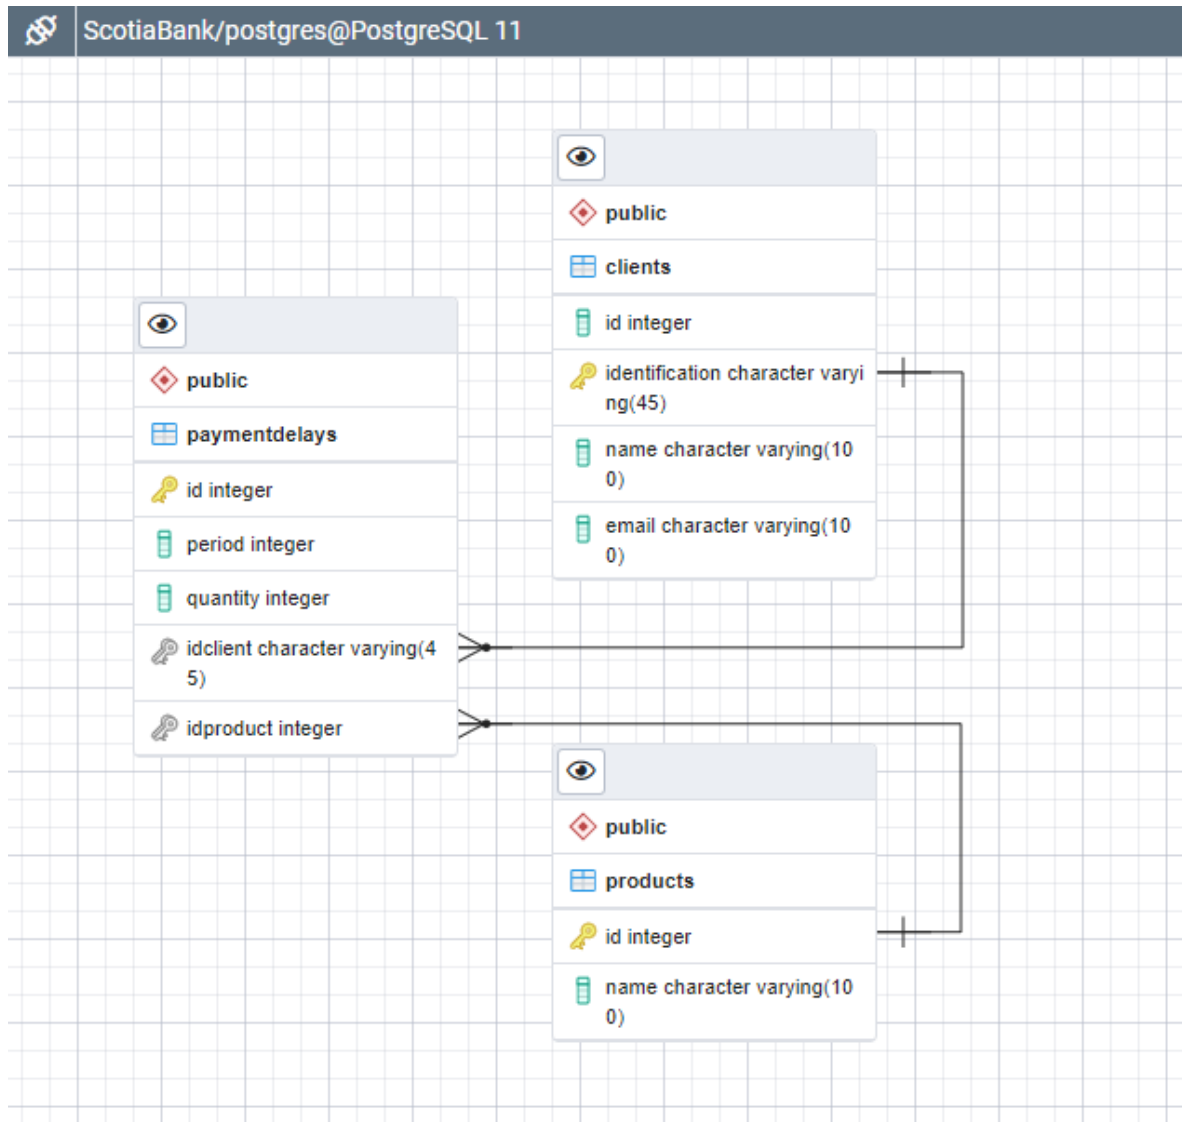 ScotiaBank/postgres@PostgreSQL 11
public
clients
id integer
identification character varyi
ng(45)
name character varying(10
0)
email character varying(10
0)
public
paymentdelays
id integer
period integer
quantity integer
idclient character varying(4
5)
idproduct integer
public
products
id integer
name character varying(10
0)